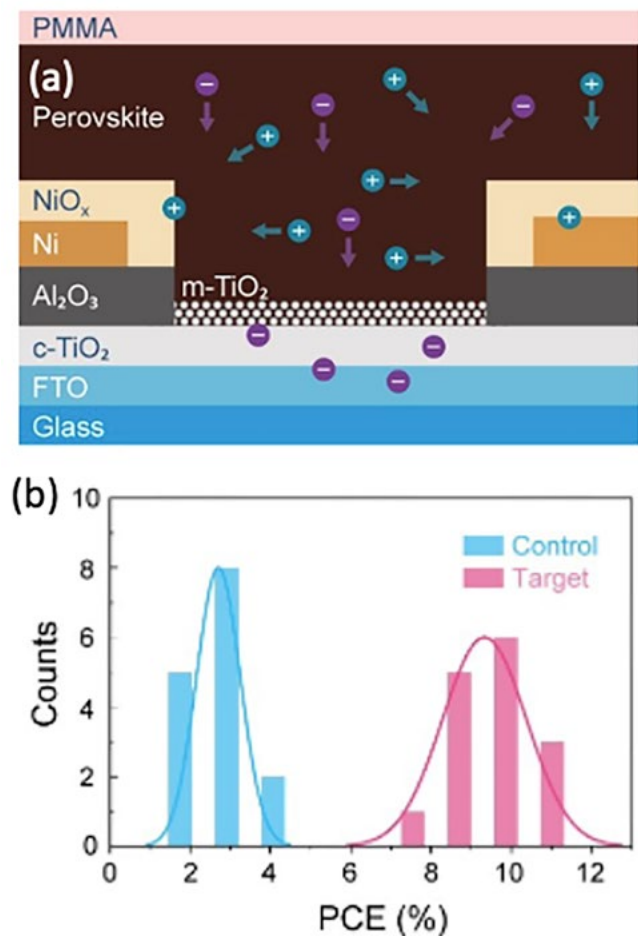 PMMA
(a)
Perovskite
NiOₓ
Ni
Al₂O₃
m-TiO₂
c-TiO₂
FTO
Glass
(b)
10
8
6
4
2
0
Counts
Control
Target
0 2 4 6 8 10 12
PCE (%)